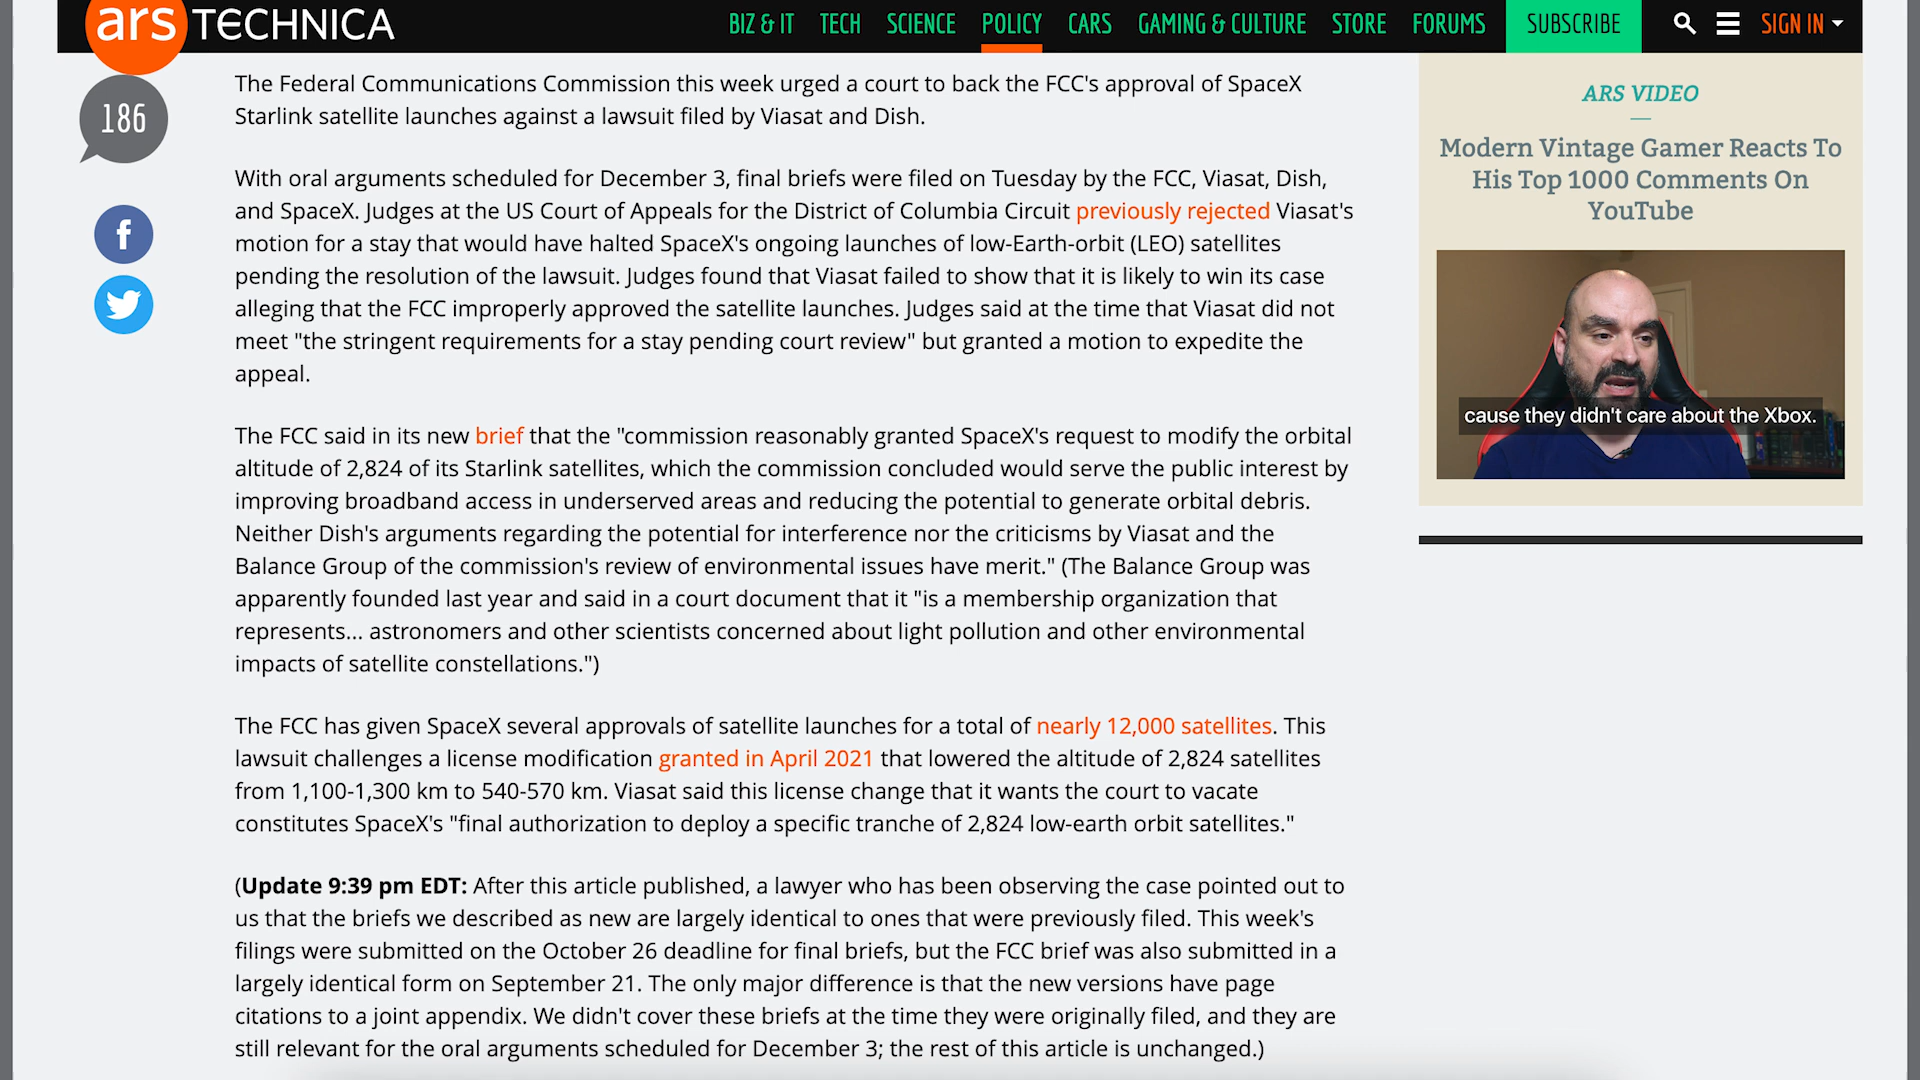 ars TECHNICA
BIZ & IT TECH SCIENCE POLICY CARS GAMING & CULTURE STORE FORUMS SUBSCRIBE SIGN IN
186
The Federal Communications Commission this week urged a court to back the FCC's approval of SpaceX
Starlink satellite launches against a lawsuit filed by Viasat and Dish.
With oral arguments scheduled for December 3, final briefs were filed on Tuesday by the FCC, Viasat, Dish,
and SpaceX. Judges at the US Court of Appeals for the District of Columbia Circuit previously rejected Viasat's
motion for a stay that would have halted SpaceX's ongoing launches of low-Earth-orbit (LEO) satellites
pending the resolution of the lawsuit. Judges found that Viasat failed to show that it is likely to win its case
alleging that the FCC improperly approved the satellite launches. Judges said at the time that Viasat did not
meet "the stringent requirements for a stay pending court review" but granted a motion to expedite the
appeal.
The FCC said in its new brief that the "commission reasonably granted SpaceX's request to modify the orbital
altitude of 2,824 of its Starlink satellites, which the commission concluded would serve the public interest by
improving broadband access in underserved areas and reducing the potential to generate orbital debris.
Neither Dish's arguments regarding the potential for interference nor the criticisms by Viasat and the
Balance Group of the commission's review of environmental issues have merit." (The Balance Group was
apparently founded last year and said in a court document that it "is a membership organization that
represents... astronomers and other scientists concerned about light pollution and other environmental
impacts of satellite constellations.")
The FCC has given SpaceX several approvals of satellite launches for a total of nearly 12,000 satellites. This
lawsuit challenges a license modification granted in April 2021 that lowered the altitude of 2,824 satellites
from 1,100-1,300 km to 540-570 km. Viasat said this license change that it wants the court to vacate
constitutes SpaceX's "final authorization to deploy a specific tranche of 2,824 low-earth orbit satellites."
(Update 9:39 pm EDT: After this article published, a lawyer who has been observing the case pointed out to
us that the briefs we described as new are largely identical to ones that were previously filed. This week's
filings were submitted on the October 26 deadline for final briefs, but the FCC brief was also submitted in a
largely identical form on September 21. The only major difference is that the new versions have page
citations to a joint appendix. We didn't cover these briefs at the time they were originally filed, and they are
still relevant for the oral arguments scheduled for December 3; the rest of this article is unchanged.)
ARS VIDEO
Modern Vintage Gamer Reacts To
His Top 1000 Comments On
YouTube
cause they didn't care about the Xbox.